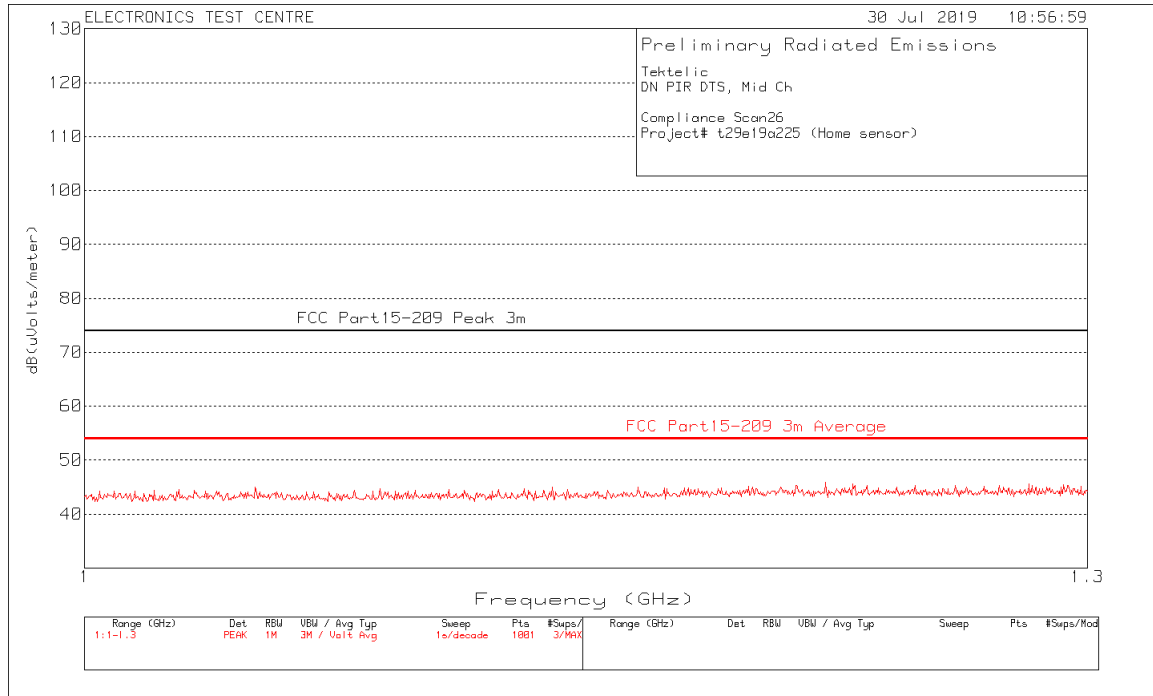 ELECTRONICS TEST CENTRE 30 Jul 2019 10:56:59
Preliminary Radiated Emissions
Tektelic
DN PIR DTS, Mid Ch
Compliance Scan26
Project# t29e19a225 (Home sensor)
130
120
110
100
90
80
70
60
50
40
dB(uVolts/meter)
FCC Part15-209 Peak 3m
FCC Part15-209 3m Average
1 1.3
Frequency (GHz)
Range (GHz) Det RBW VBW / Avg Typ Sweep Pts #Swps/ Range (GHz) Det RBW VBW / Avg Typ Sweep Pts #Swps/Mod
1:1-1.3 PEAK 1M 3M / Volt Avg 1s/decade 1001 3/MAX